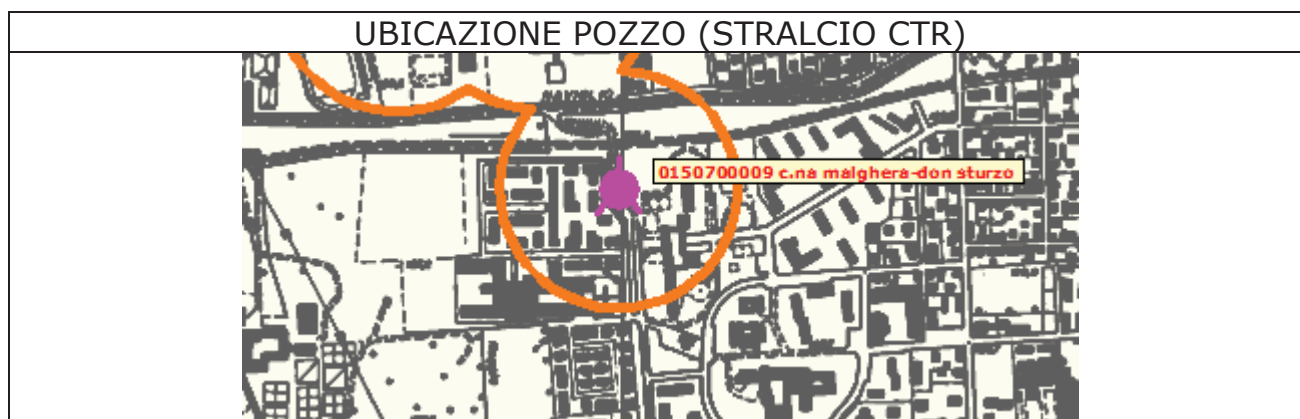 UBICAZIONE POZZO (STRALCIO CTR)
0150700009 c.na malghera-don sturzo